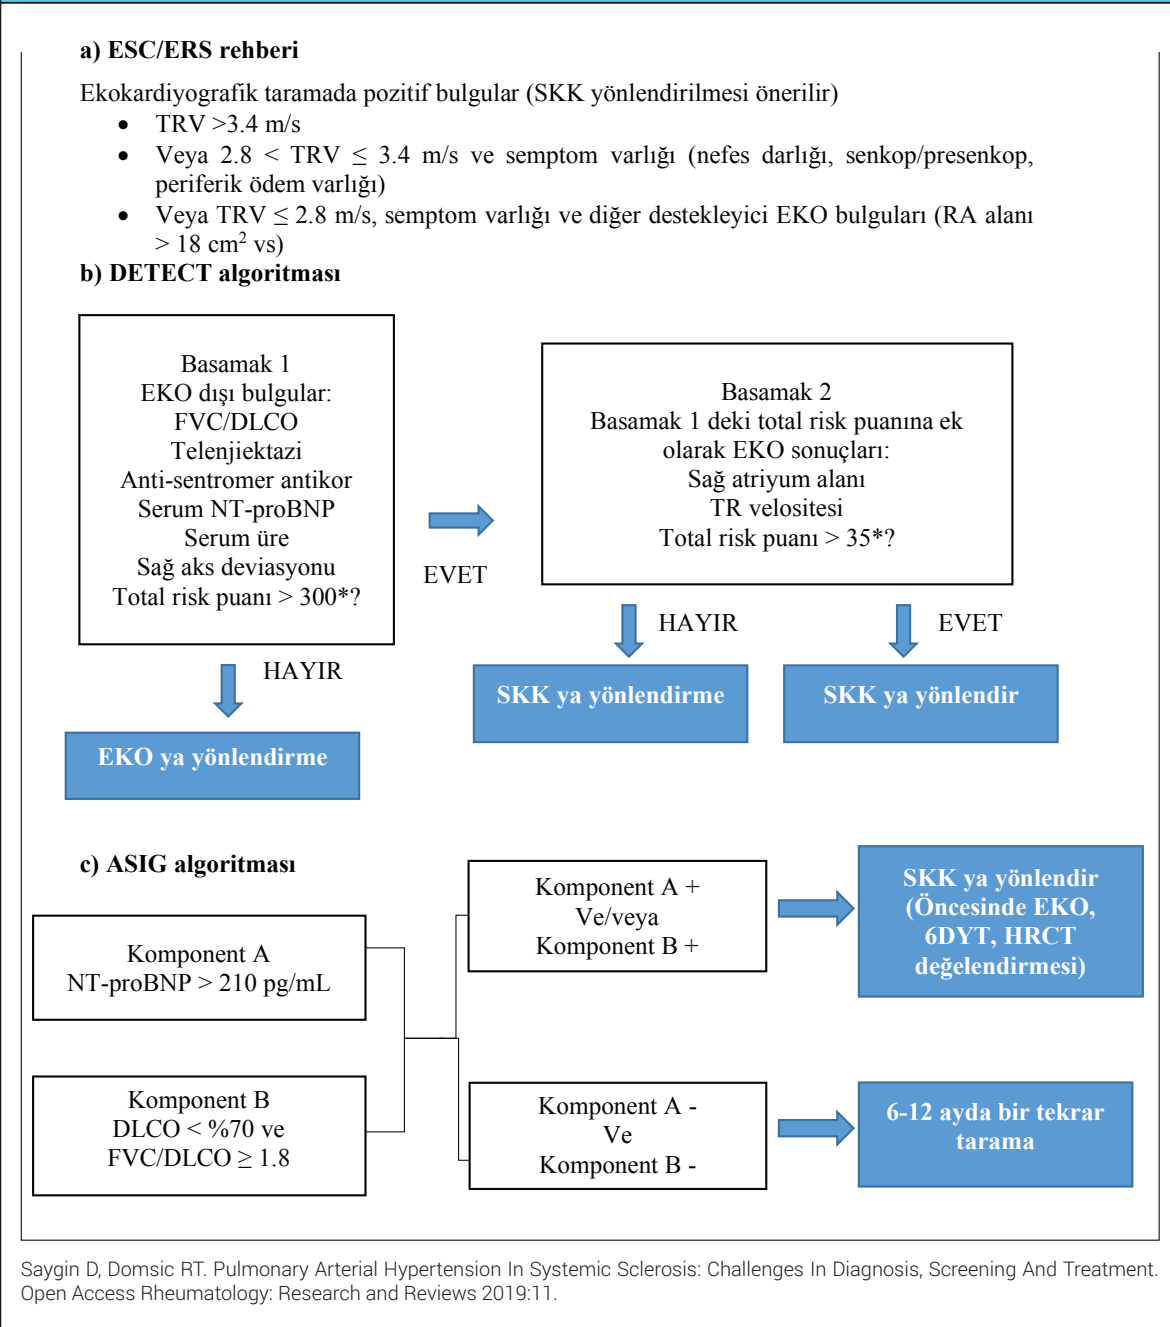 a) ESC/ERS rehberi
Ekokardiyografik taramada pozitif bulgular (SKK yönlendirilmesi önerilir)
• TRV >3.4 m/s
• Veya 2.8 < TRV ≤ 3.4 m/s ve semptom varlığı (nefes darlığı, senkop/presenkop,
periferik ödem varlığı)
• Veya TRV ≤ 2.8 m/s, semptom varlığı ve diğer destekleyici EKO bulguları (RA alanı
> 18 cm² vs)
b) DETECT algoritması
Basamak 1
EKO dışı bulgular:
FVC/DLCO
Telenjiektazi
Anti-sentromer antikor
Serum NT-proBNP
Serum üre
Sağ aks deviasyonu
Total risk puanı > 300*?
EVET
Basamak 2
Basamak 1 deki total risk puanına ek
olarak EKO sonuçları:
Sağ atriyum alanı
TR velositesi
Total risk puanı > 35*?
HAYIR
EVET
HAYIR
SKK ya yönlendirme
SKK ya yönlendir
EKO ya yönlendirme
c) ASIG algoritması
Komponent A
NT-proBNP > 210 pg/mL
Komponent B
DLCO < %70 ve
FVC/DLCO ≥ 1.8
Komponent A +
Ve/veya
Komponent B +
SKK ya yönlendir
(Öncesinde EKO,
6DYT, HRCT
değelendirmesi)
Komponent A -
Ve
Komponent B -
6-12 ayda bir tekrar
tarama
Saygin D, Domsic RT. Pulmonary Arterial Hypertension In Systemic Sclerosis: Challenges In Diagnosis, Screening And Treatment.
Open Access Rheumatology: Research and Reviews 2019:11.